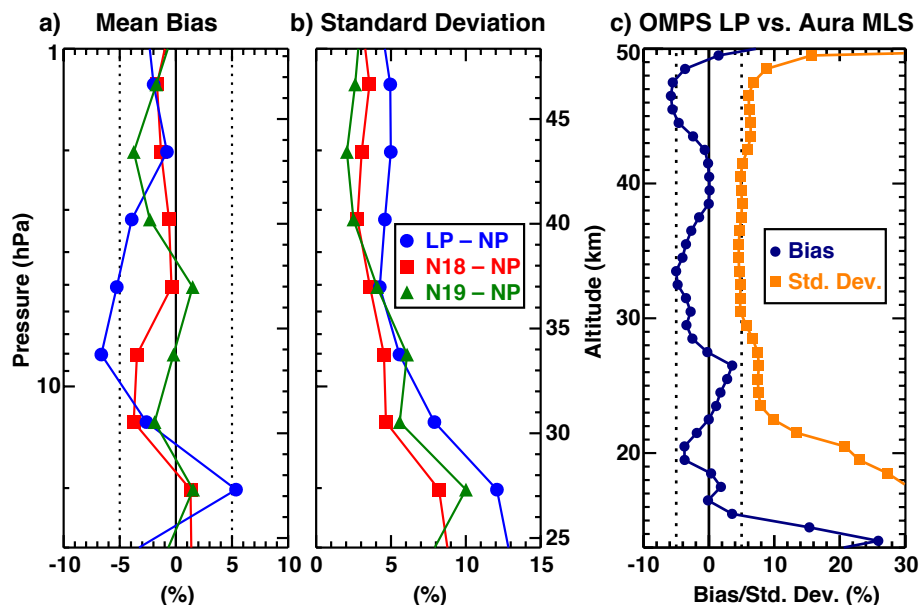 a) Mean Bias
b) Standard Deviation
c) OMPS LP vs. Aura MLS
Pressure (hPa)
1
10
-10 -5 0 5 10
(%)
LP – NP
N18 – NP
N19 – NP
0 5 10 15
(%)
45
40
35
30
25
Altitude (km)
50
40
30
20
Bias
Std. Dev.
-10 0 10 20 30
Bias/Std. Dev. (%)